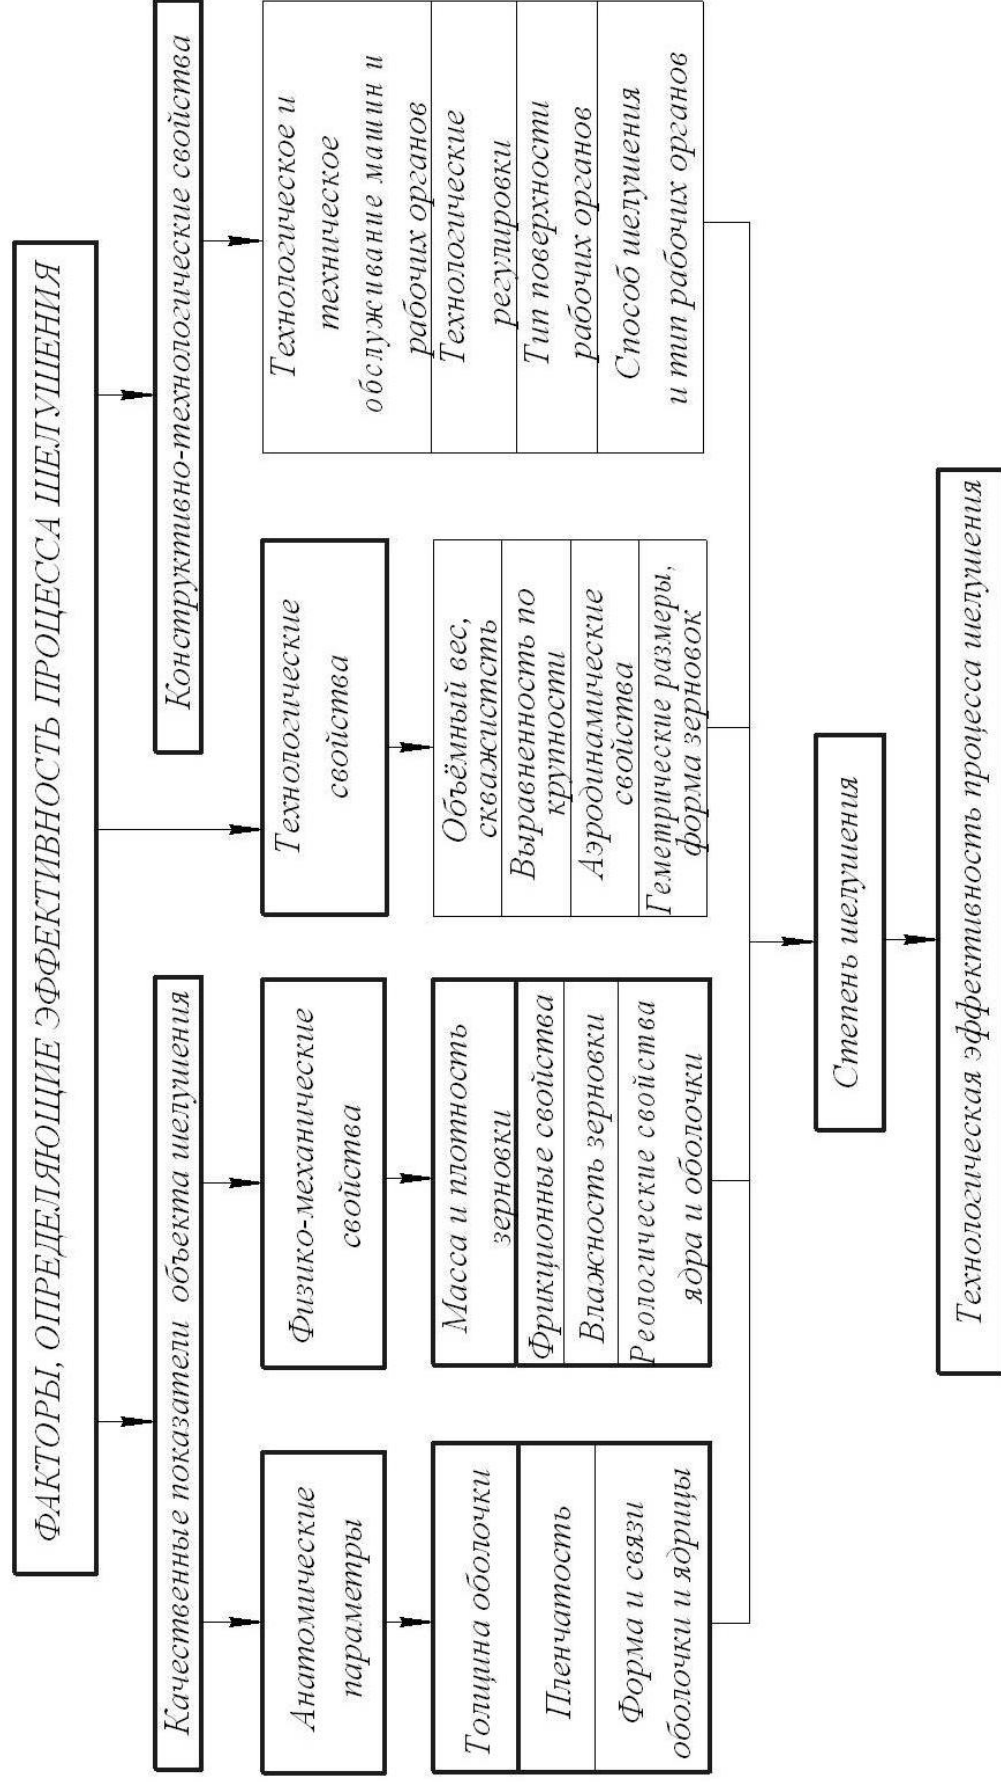 ФАКТОРЫ, ОПРЕДЕЛЯЮЩИЕ ЭФФЕКТИВНОСТЬ ПРОЦЕССА ШЕЛУШЕНИЯ
Качественные показатели объекта шелушения
Конструктивно-технологические свойства
Анатомические
параметры
Физико-механические
свойства
Технологические
свойства
Толщина оболочки
Пленчатость
Форма и связи
оболочки и ядрицы
Масса и плотность
зерновки
Фрикционные свойства
Влажность зерновки
Реологические свойства
ядра и оболочки
Объёмный вес,
скважистсть
Выравненность по
крупности
Аэродинамические
свойства
Геметрические размеры,
форма зерновок
Технологическое и
техническое
обслуживание машин и
рабочих органов
Технологические
регулировки
Тип поверхности
рабочих органов
Способ шелушения
и тип рабочих органов
Степень шелушения
Технологическая эффективность процесса шелушения